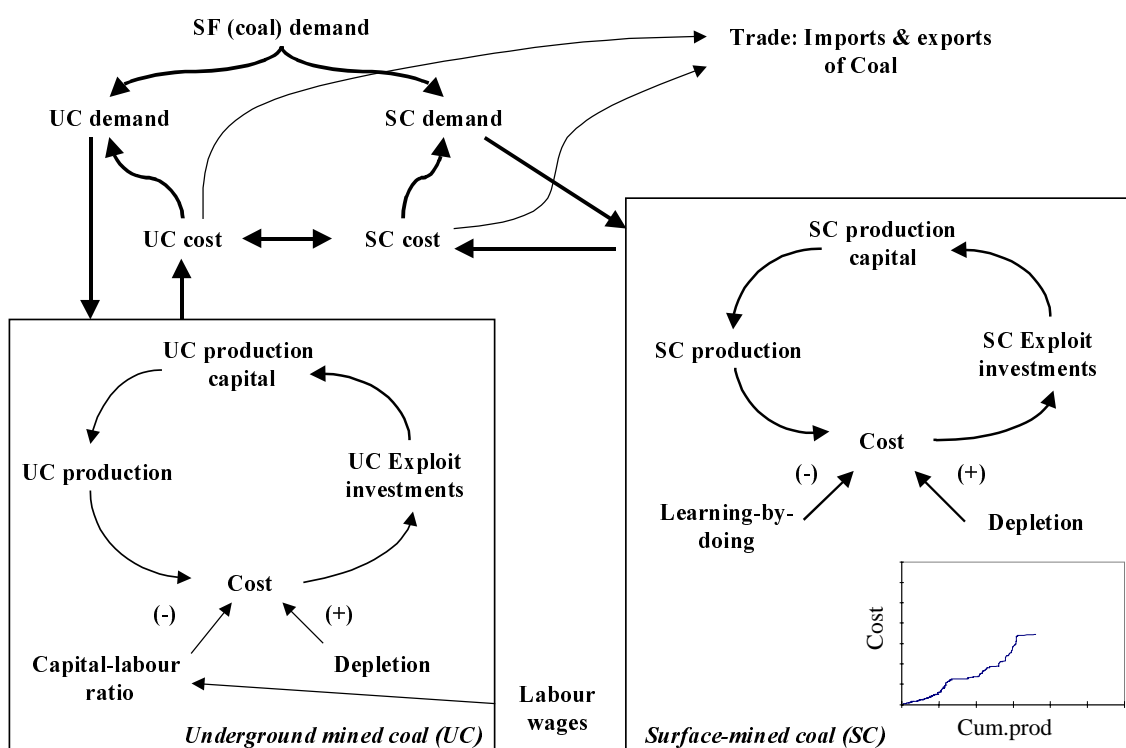 SF (coal) demand
Trade: Imports & exports
of Coal
UC demand
SC demand
UC cost
SC cost
SC production
capital
SC production
SC Exploit
investments
Cost
(-)
(+)
Learning-by-
doing
Depletion
Cost
Cum.prod
Surface-mined coal (SC)
UC production
capital
UC production
UC Exploit
investments
Cost
(-)
(+)
Capital-labour
ratio
Depletion
Underground mined coal (UC)
Labour
wages